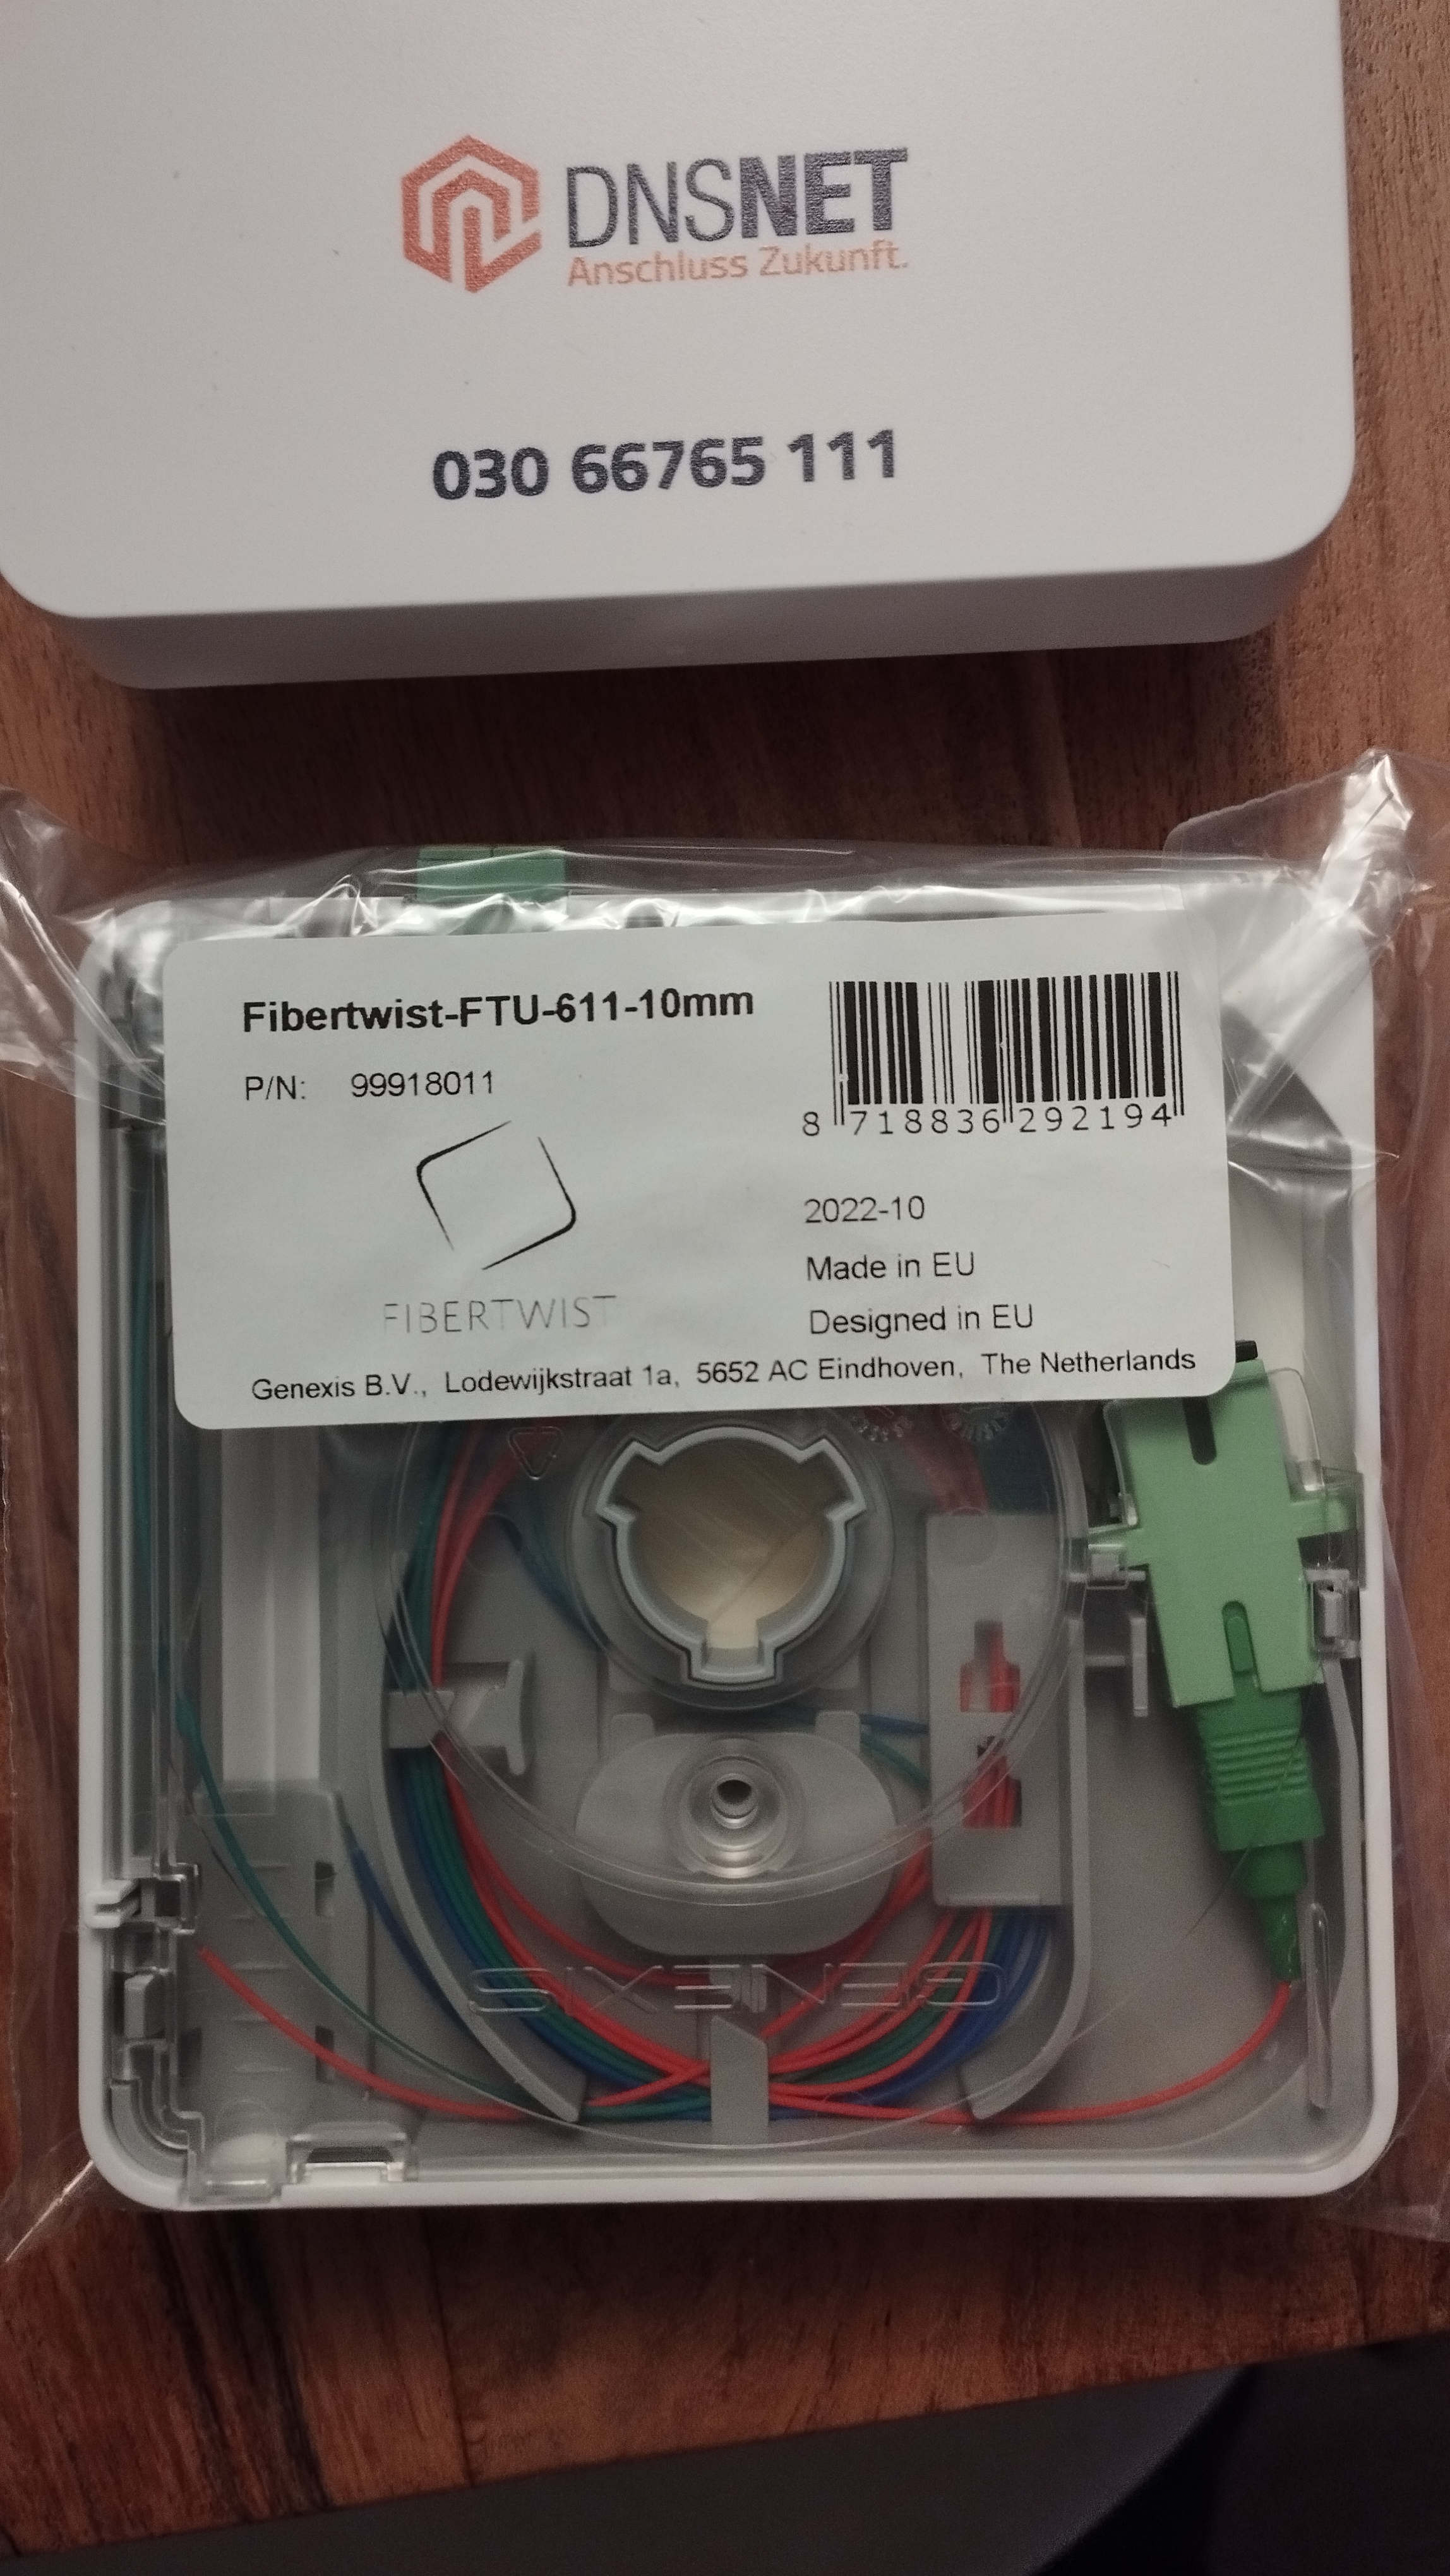 DNSNET
Anschluss Zukunft.
030 66765 111
Fibertwist-FTU-611-10mm
P/N: 99918011
8 718836 292194
FIBERTWIST
2022-10
Made in EU
Designed in EU
Genexis B.V., Lodewijkstraat 1a, 5652 AC Eindhoven, The Netherlands
GENEXIS